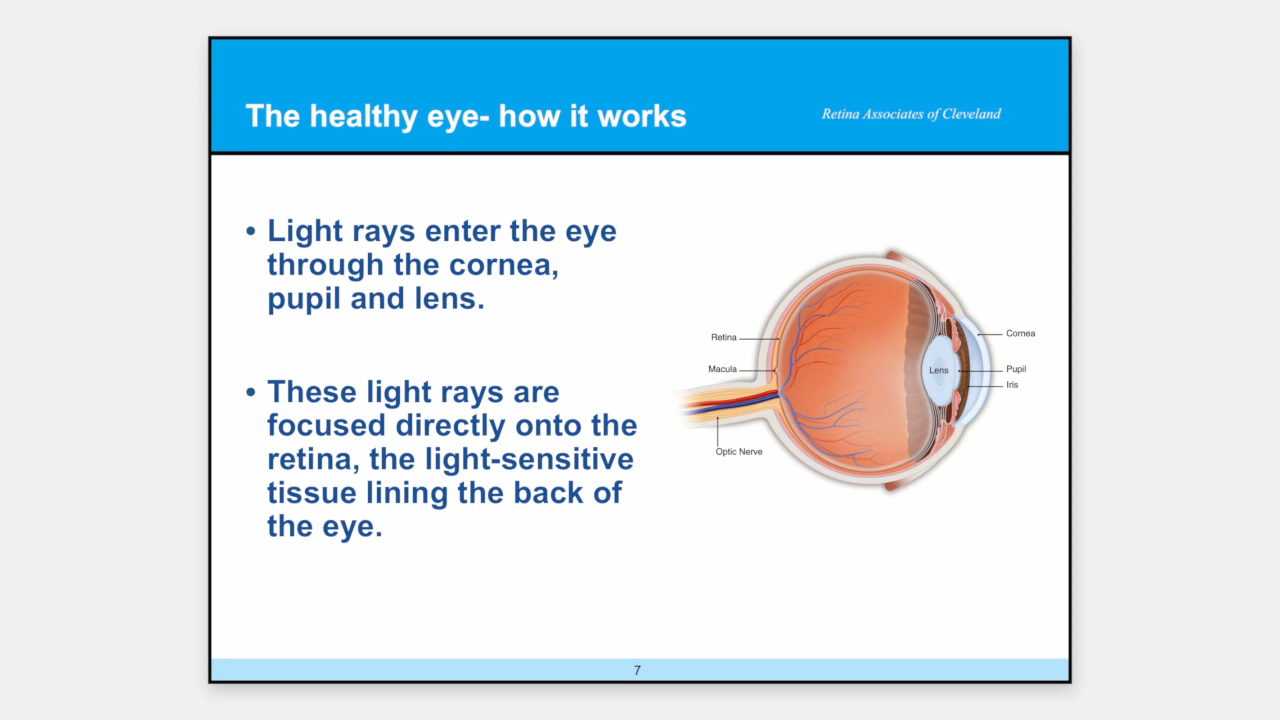 The healthy eye- how it works
Retina Associates of Cleveland
• Light rays enter the eye
through the cornea,
pupil and lens.
• These light rays are
focused directly onto the
retina, the light-sensitive
tissue lining the back of
the eye.
Retina
Macula
Optic Nerve
Lens
Cornea
Pupil
Iris
7